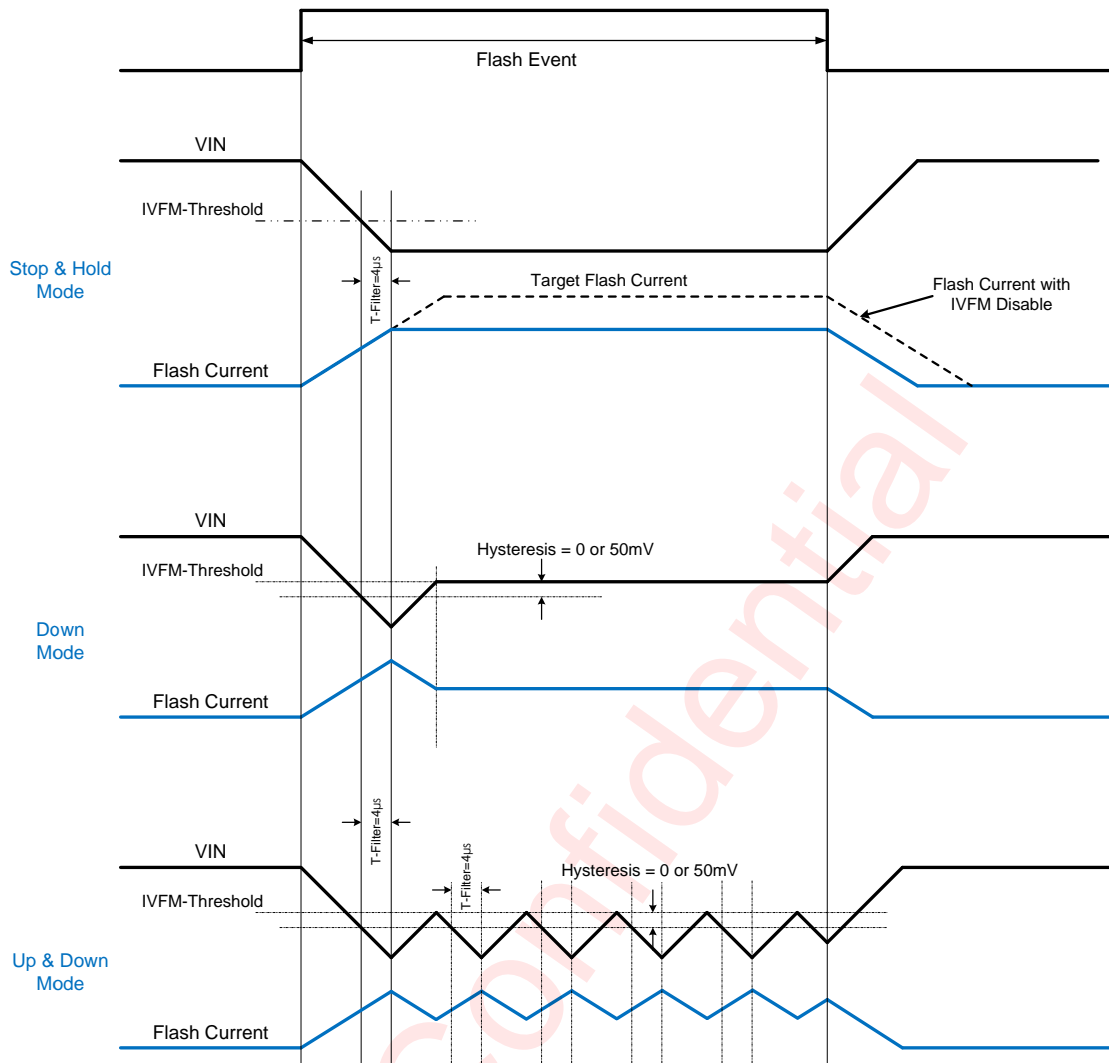 Flash Event
VIN
IVFM-Threshold
Stop & Hold
Mode
T-Filter=4µs
Target Flash Current
Flash Current with
IVFM Disable
Flash Current
VIN
Hysteresis = 0 or 50mV
IVFM-Threshold
Down
Mode
Flash Current
T-Filter=4µs
VIN
T-Filter=4µs
Hysteresis = 0 or 50mV
IVFM-Threshold
Up & Down
Mode
Flash Current
Confidential